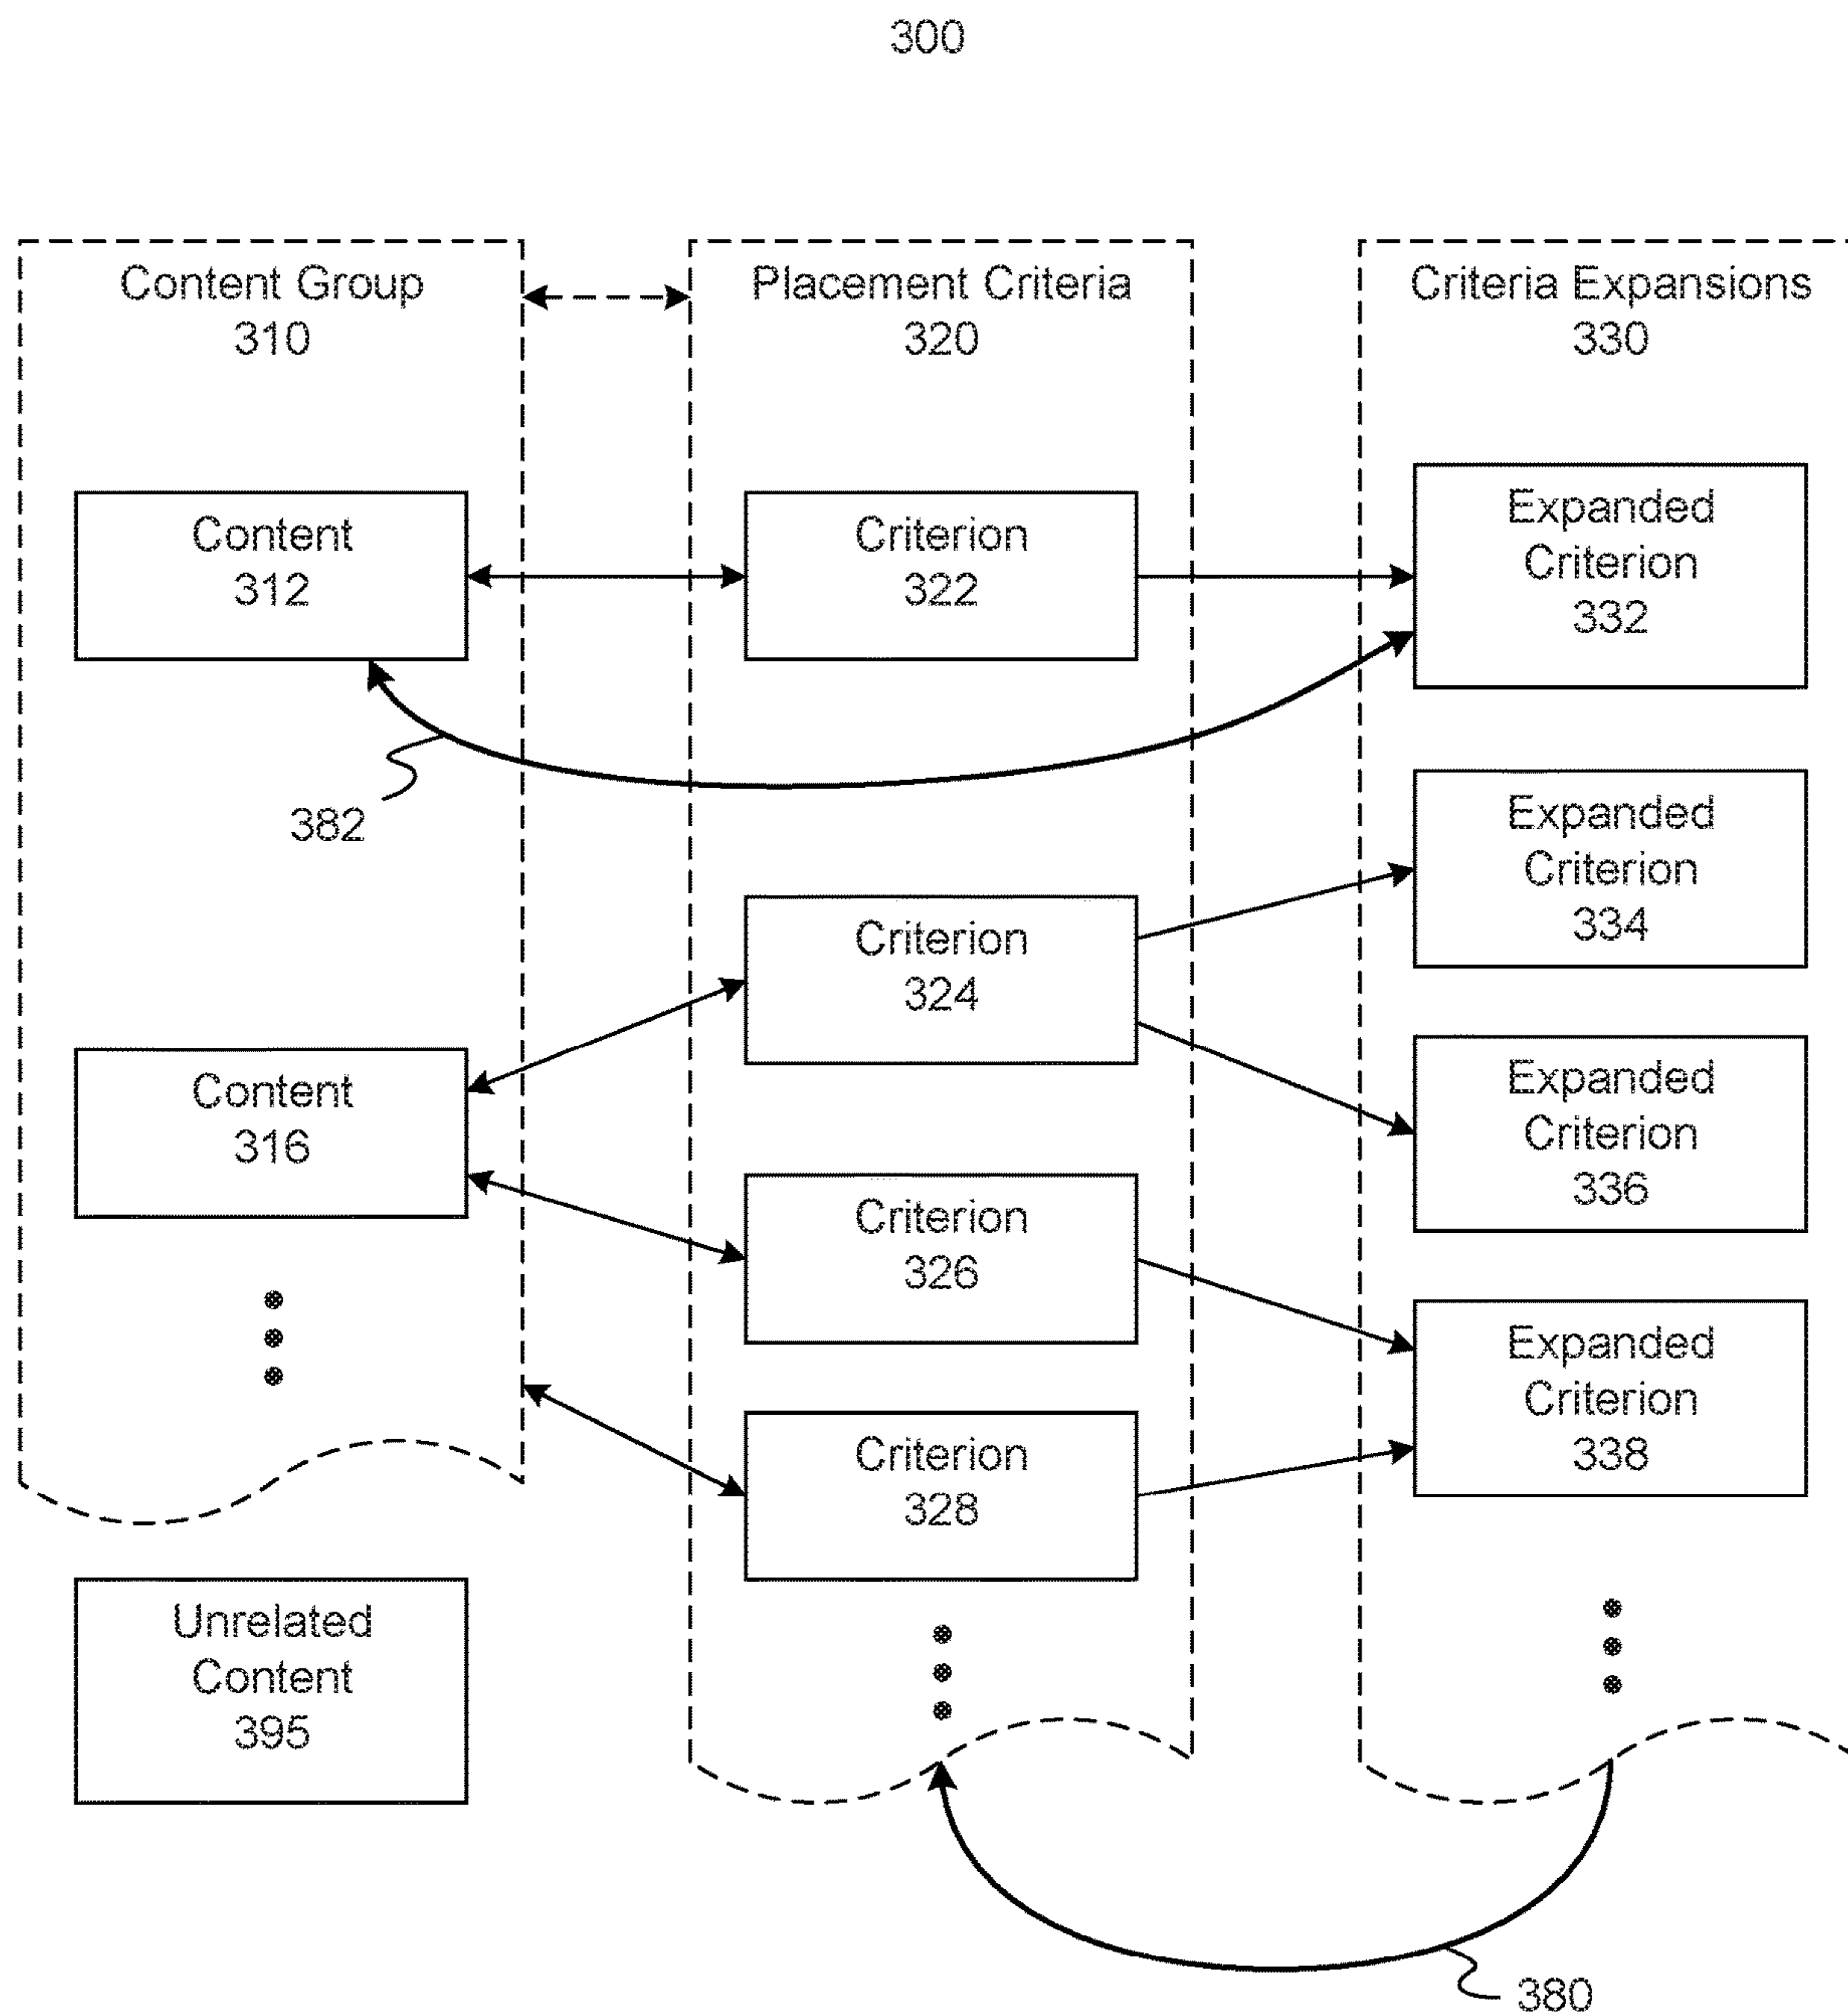 300
Content Group
310
Placement Criteria
320
Criteria Expansions
330
Content
312
Criterion
322
Expanded
Criterion
332
382
Expanded
Criterion
334
Criterion
324
Content
316
Expanded
Criterion
336
Criterion
326
Expanded
Criterion
338
Criterion
328
Unrelated
Content
395
380